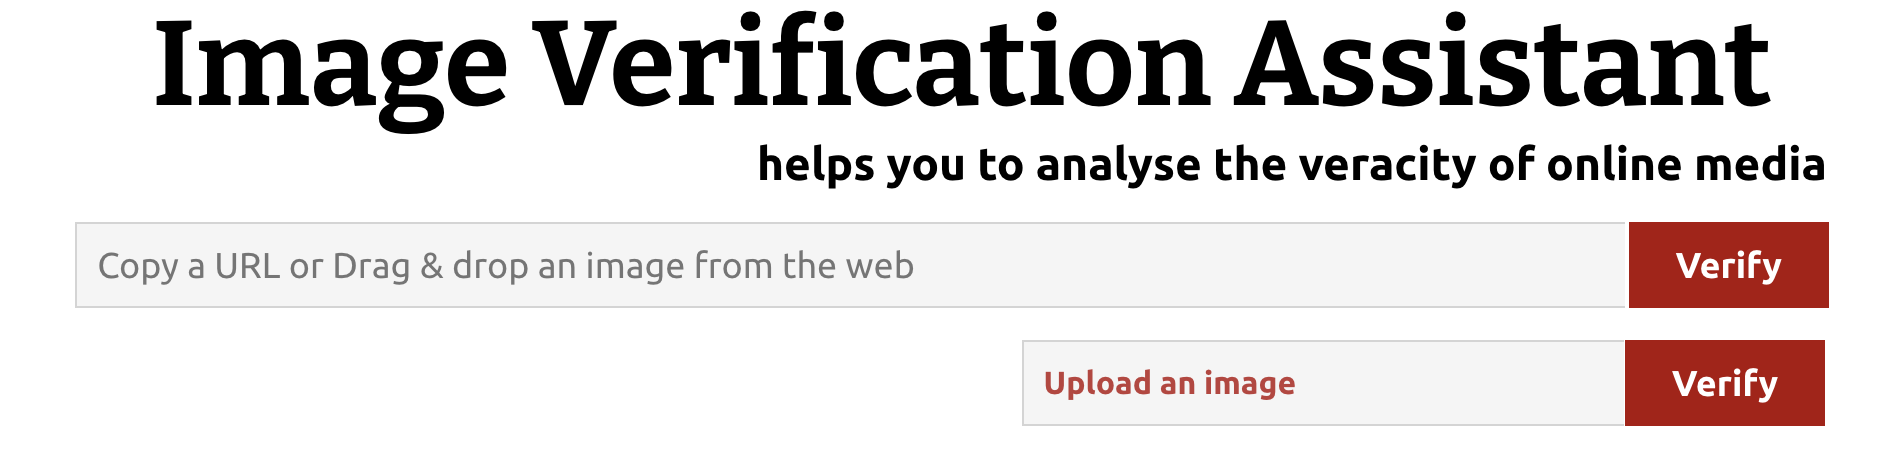 Image Verification Assistant
helps you to analyse the veracity of online media
Copy a URL or Drag & drop an image from the web
Verify
Upload an image
Verify